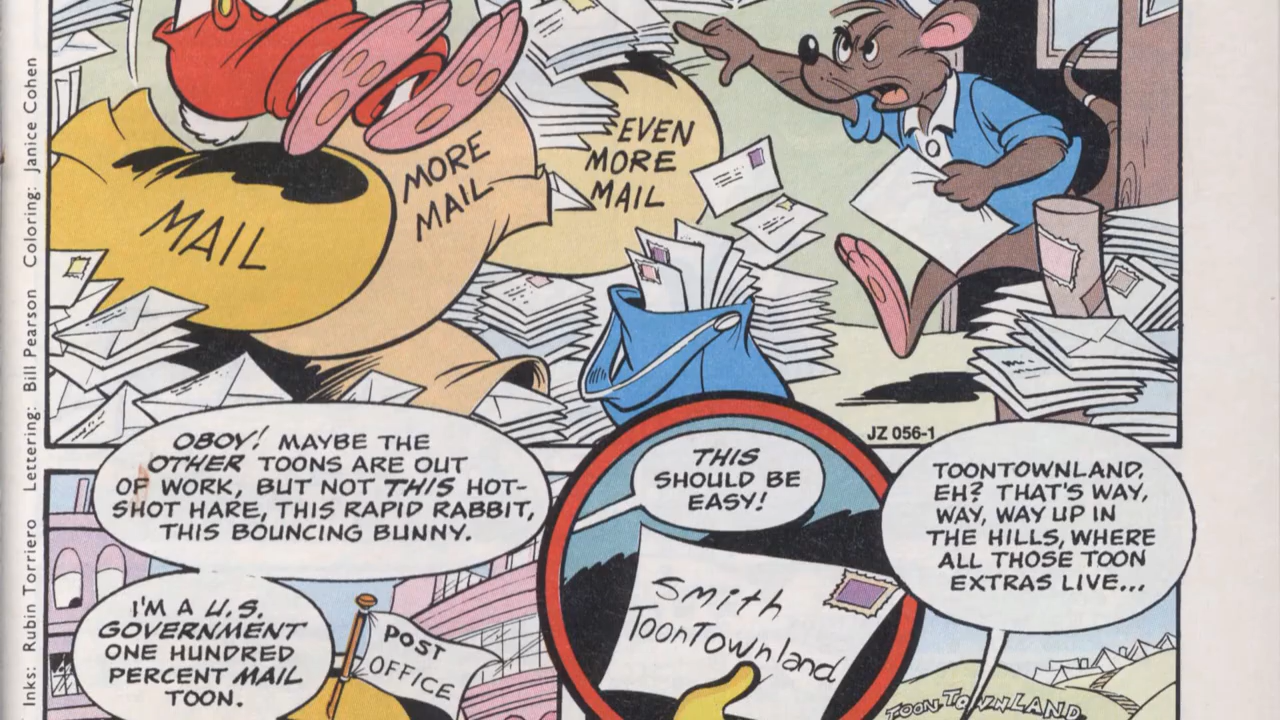 Inks: Rubin Torriero Lettering: Bill Pearson Coloring: Janice Cohen
MAIL
MORE
MAIL
EVEN
MORE
MAIL
JZ 056-1
OBOY! MAYBE THE
OTHER TOONS ARE OUT
OF WORK, BUT NOT THIS HOT-
SHOT HARE, THIS RAPID RABBIT,
THIS BOUNCING BUNNY.
I'M A U.S.
GOVERNMENT
ONE HUNDRED
PERCENT MAIL
TOON.
POST
OFFICE
THIS
SHOULD BE
EASY!
Smith
ToonTownland
TOONTOWNLAND,
EH? THAT'S WAY,
WAY, WAY UP IN
THE HILLS, WHERE
ALL THOSE TOON
EXTRAS LIVE...
TOONTOWNLAND